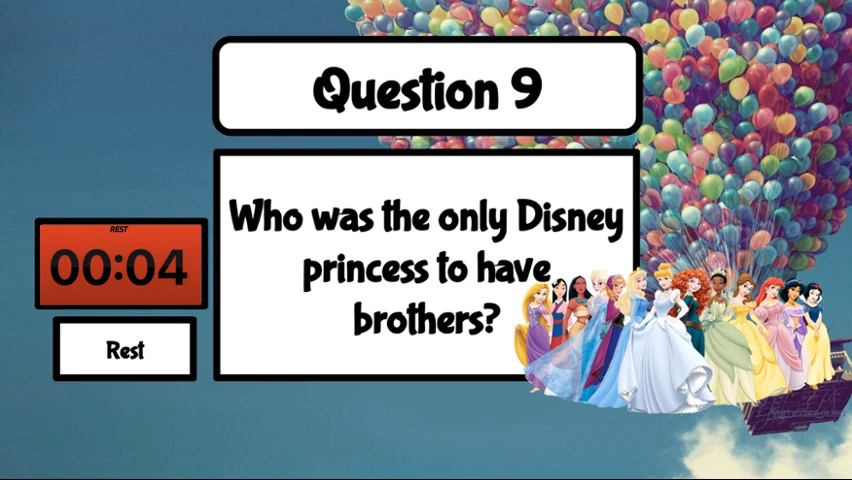 Question 9
Who was the only Disney
princess to have
brothers?
REST
00:04
Rest